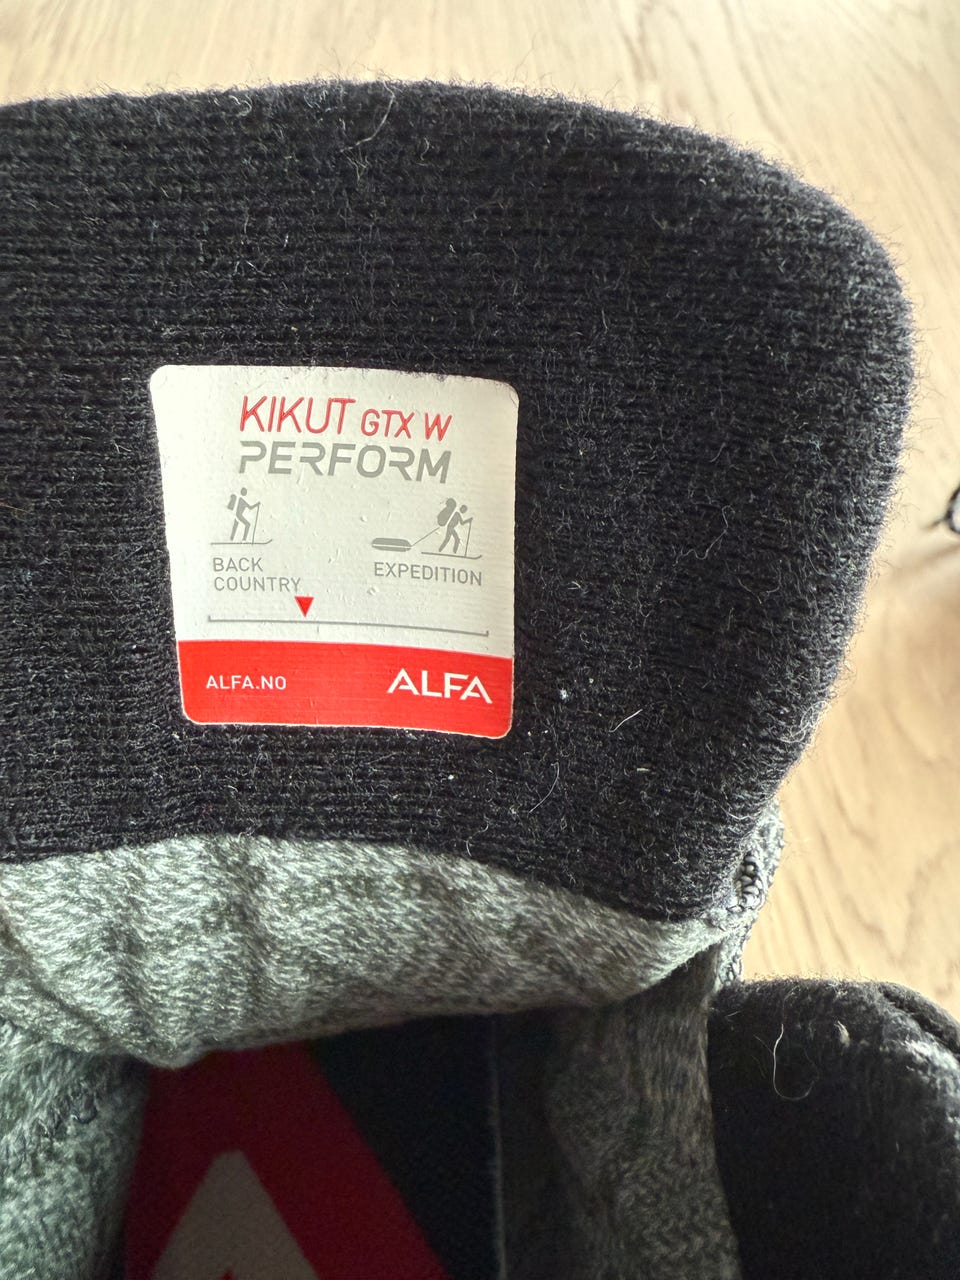 KIKUT GTX W
PERFORM
BACK
COUNTRY
EXPEDITION
ALFA.NO
ALFA